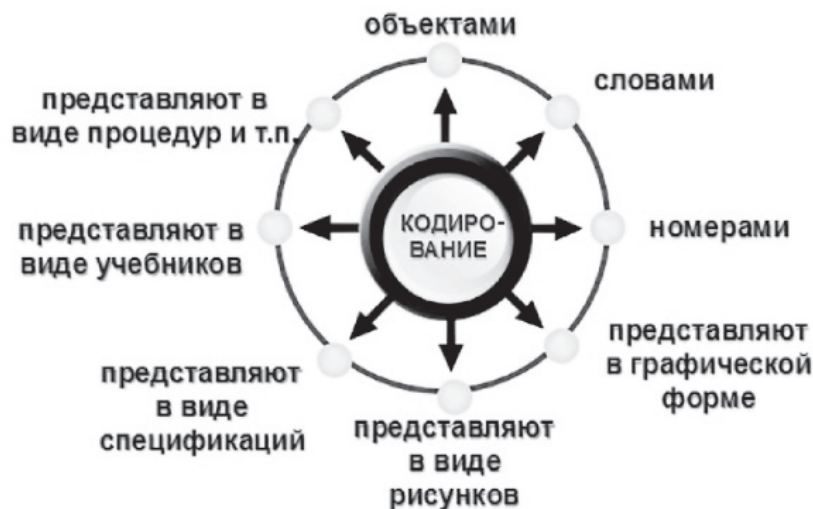 объектами
словами
представляют в
виде процедур и т.п.
КОДИРО-
ВАНИЕ
представляют в
виде учебников
номерами
представляют
в графической
форме
представляют
в виде
спецификаций
представляют
в виде
рисунков